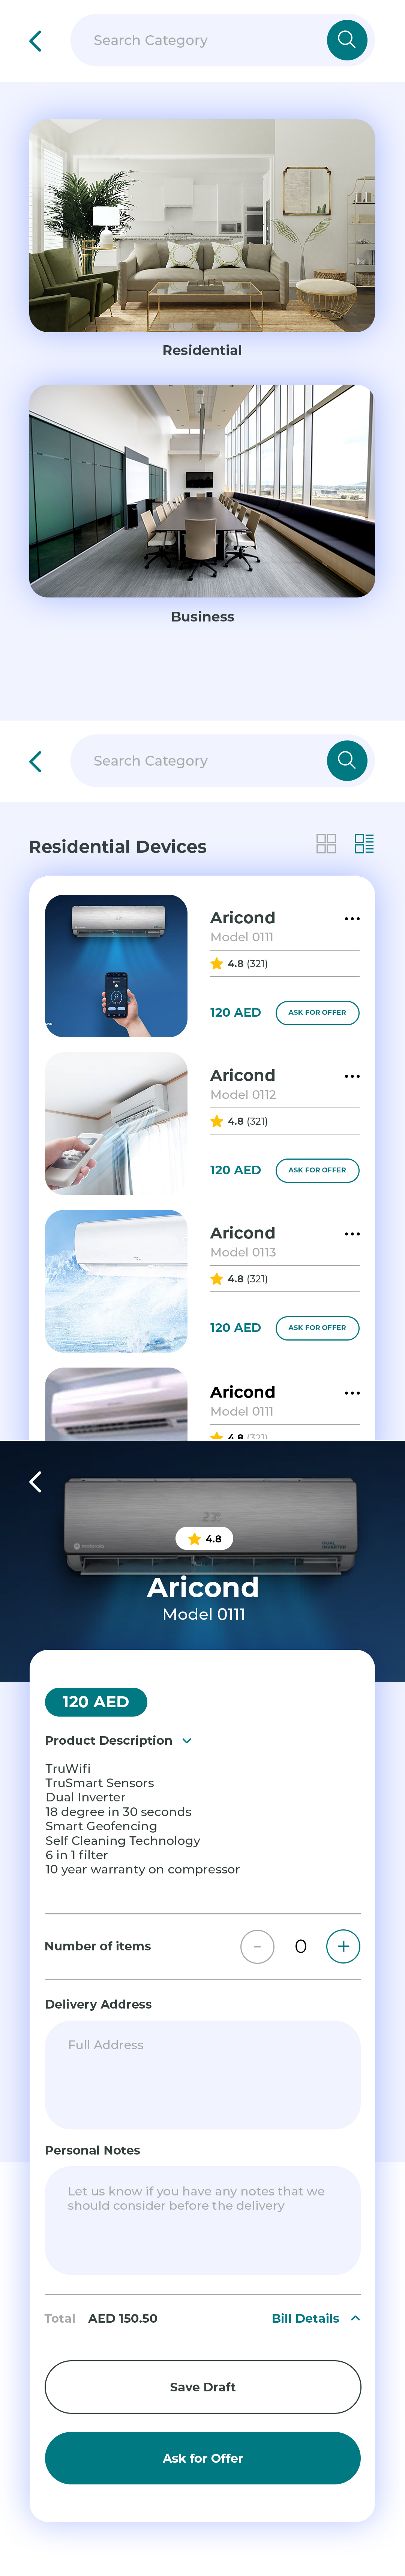 Search Category
Residential
Business
Search Category
Residential Devices
Aricond
Model 0111
4.8 (321)
120 AED
ASK FOR OFFER
Aricond
Model 0112
4.8 (321)
120 AED
ASK FOR OFFER
Aricond
Model 0113
4.8 (321)
120 AED
ASK FOR OFFER
Aricond
Model 0111
4.8 (321)
motorola
DUAL
INVERTER
4.8
Aricond
Model 0111
120 AED
Product Description
TruWifi
TruSmart Sensors
Dual Inverter
18 degree in 30 seconds
Smart Geofencing
Self Cleaning Technology
6 in 1 filter
10 year warranty on compressor
Number of items - 0 +
Delivery Address
Full Address
Personal Notes
Let us know if you have any notes that we
should consider before the delivery
Total AED 150.50 Bill Details
Save Draft
Ask for Offer